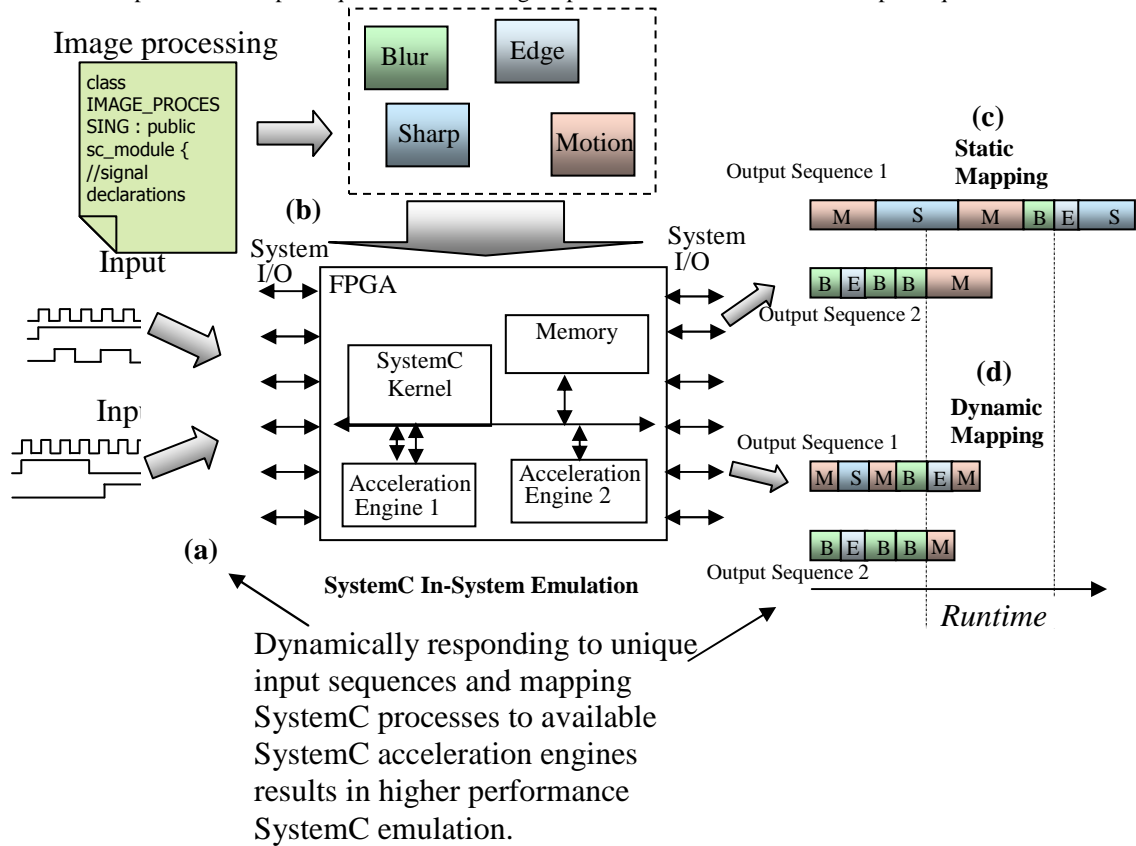 Image processing
class
IMAGE_PROCES
SING : public
sc_module {
//signal
declarations
Blur
Edge
Sharp
Motion
(b)
Input
System
I/O
FPGA
SystemC
Kernel
Memory
Acceleration
Engine 1
Acceleration
Engine 2
System
I/O
(a)
SystemC In-System Emulation
(c)
Static
Mapping
Output Sequence 1
M S M B E S
B E B B M
Output Sequence 2
(d)
Dynamic
Mapping
Output Sequence 1
M S M B E M
B E B B M
Output Sequence 2
Runtime
Dynamically responding to unique
input sequences and mapping
SystemC processes to available
SystemC acceleration engines
results in higher performance
SystemC emulation.